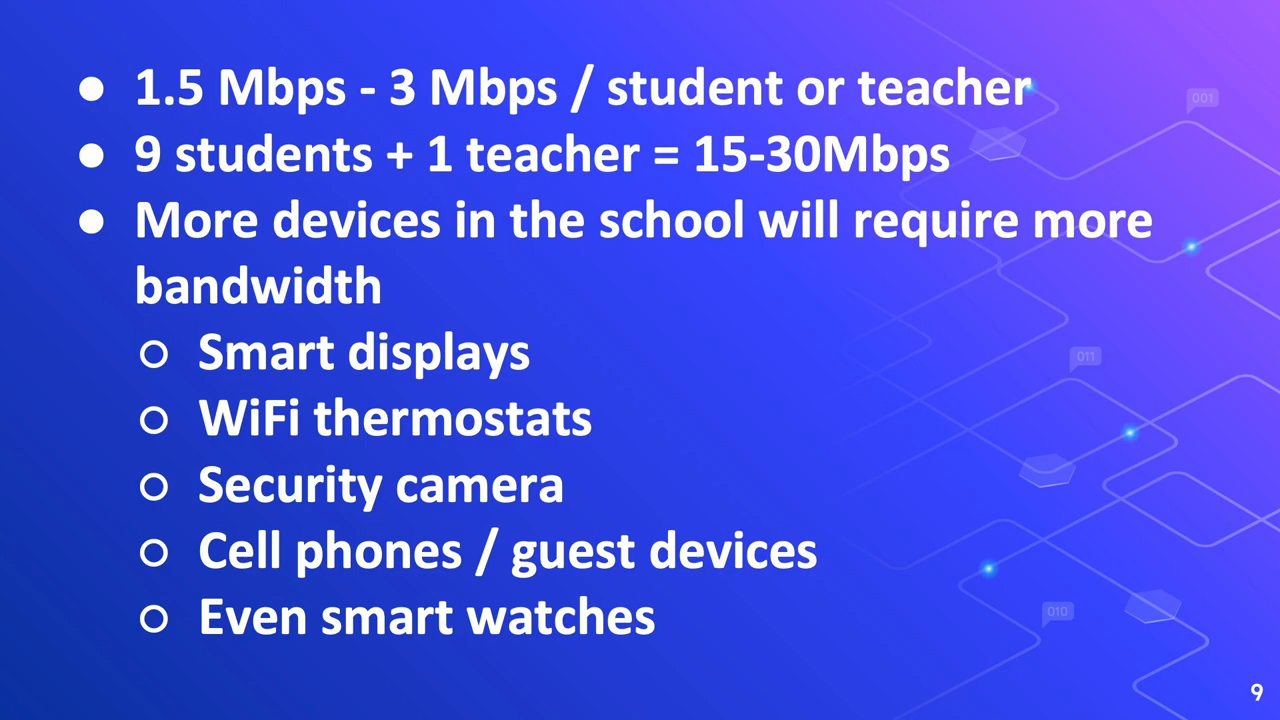 ● 1.5 Mbps - 3 Mbps / student or teacher
● 9 students + 1 teacher = 15-30Mbps
● More devices in the school will require more
bandwidth
○ Smart displays
○ WiFi thermostats
○ Security camera
○ Cell phones / guest devices
○ Even smart watches
001
011
010
9